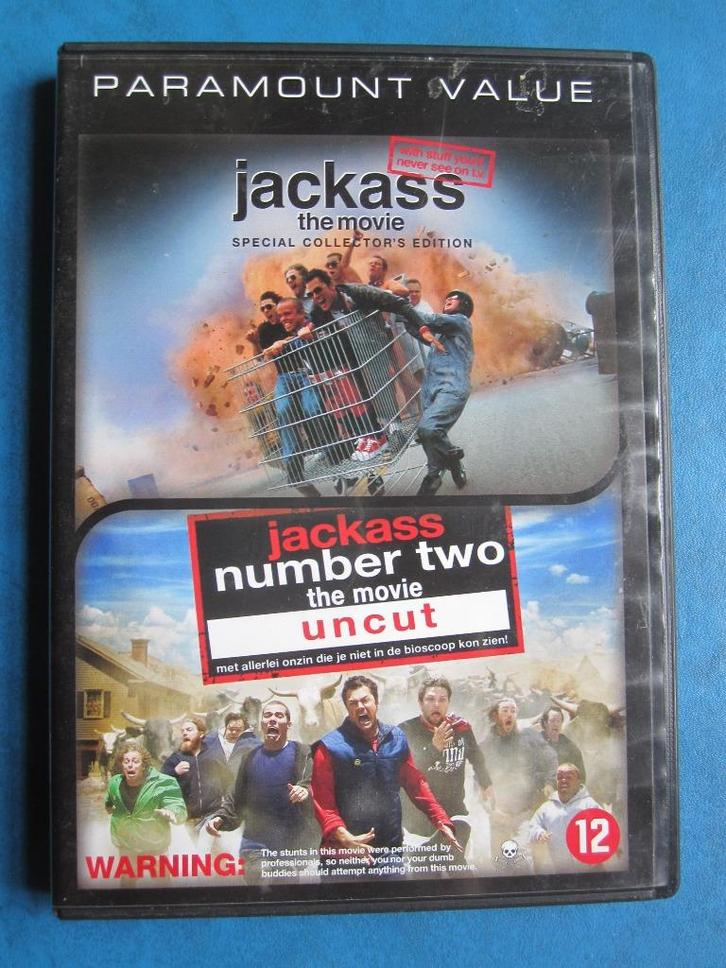 PARAMOUNT VALUE
with stuff you'll
never see on t.v.
jackass
the movie
SPECIAL COLLECTOR'S EDITION
jackass
number two
the movie
uncut
met allerlei onzin die je niet in de bioscoop kon zien!
12
WARNING:
The stunts in this movie were performed by
professionals, so neither you nor your dumb
buddies should attempt anything from this movie.